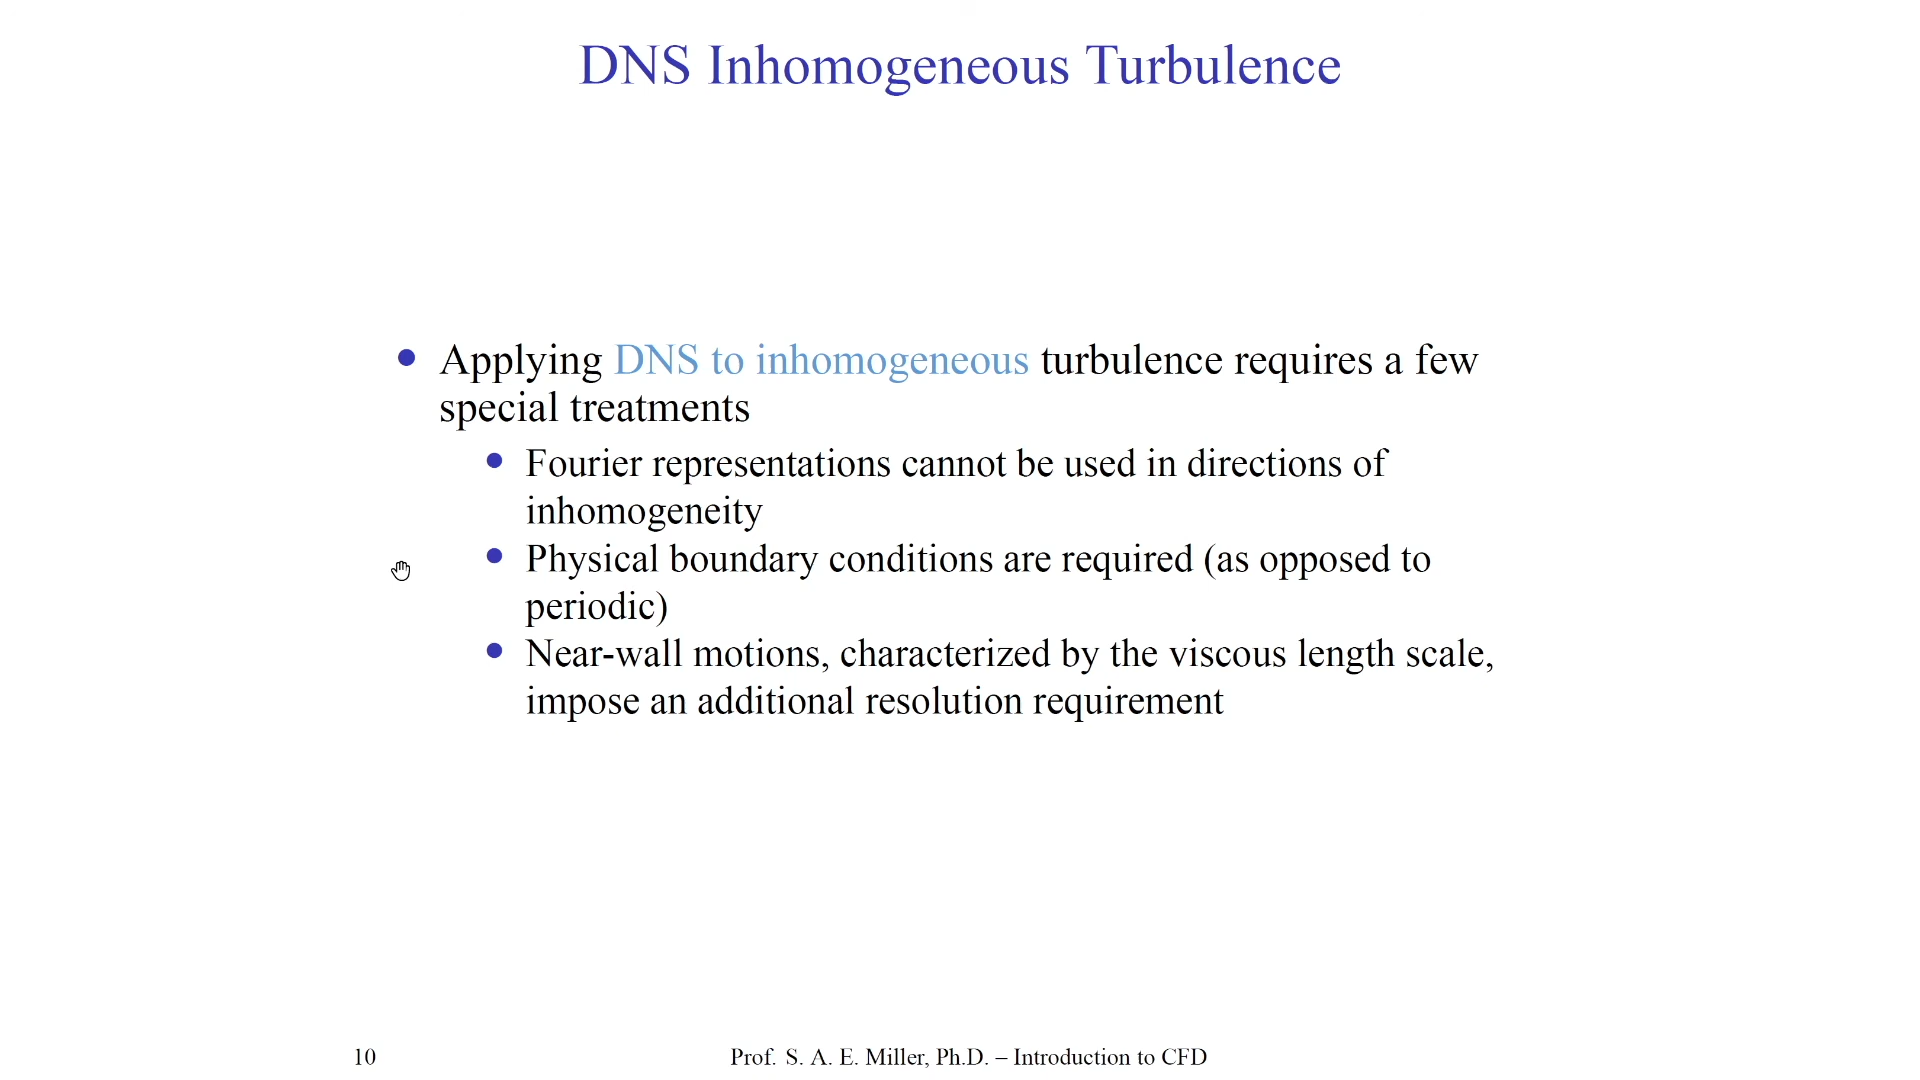 DNS Inhomogeneous Turbulence
• Applying DNS to inhomogeneous turbulence requires a few
special treatments
• Fourier representations cannot be used in directions of
inhomogeneity
• Physical boundary conditions are required (as opposed to
periodic)
• Near-wall motions, characterized by the viscous length scale,
impose an additional resolution requirement
10
Prof. S. A. E. Miller, Ph.D. – Introduction to CFD